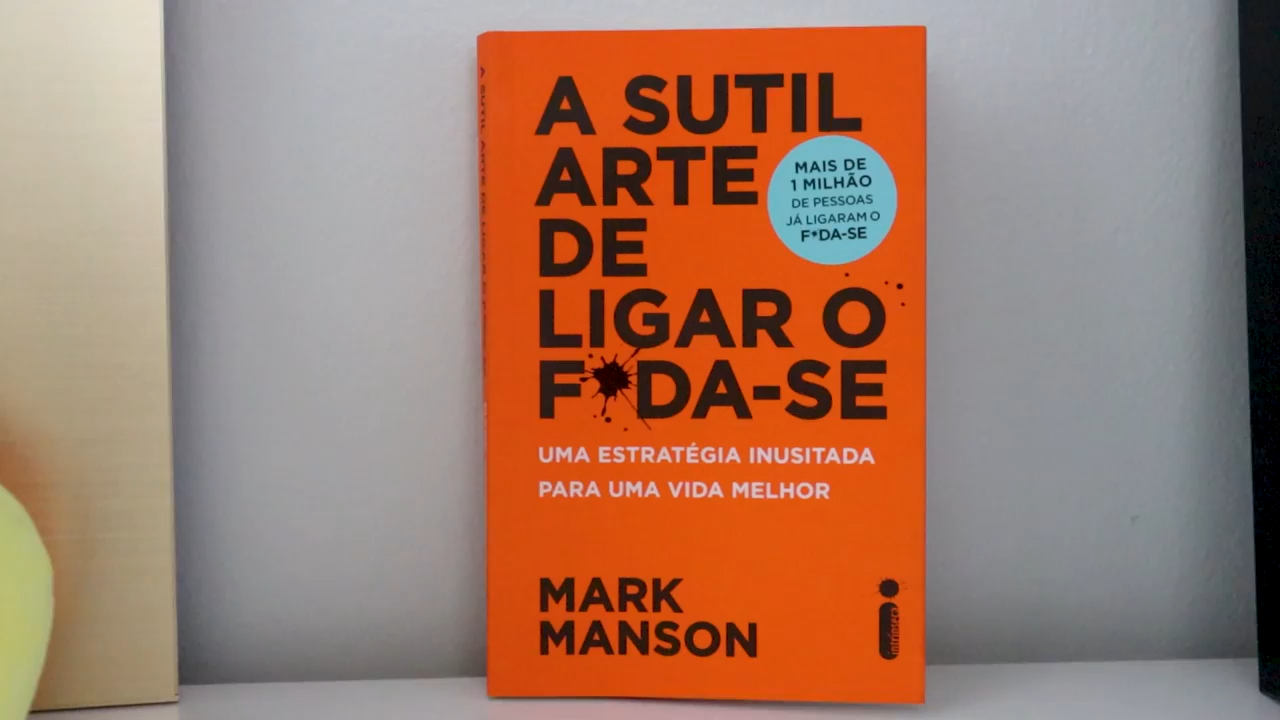 A SUTIL
ARTE
DE
LIGAR O
F*DA-SE
MAIS DE
1 MILHÃO
DE PESSOAS
JÁ LIGARAM O
F*DA-SE
UMA ESTRATÉGIA INUSITADA
PARA UMA VIDA MELHOR
MARK
MANSON
intrínseca